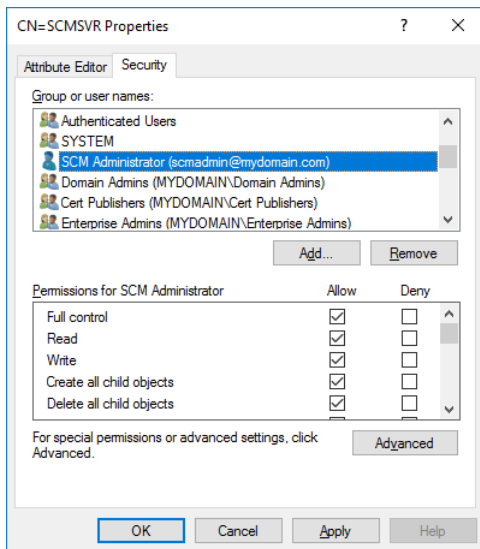 CN=SCMSVR Properties ? ×
Attribute Editor Security
Group or user names:
Authenticated Users
SYSTEM
SCM Administrator (scmadmin@mydomain.com)
Domain Admins (MYDOMAIN\Domain Admins)
Cert Publishers (MYDOMAIN\Cert Publishers)
Enterprise Admins (MYDOMAIN\Enterprise Admins)
Add... Remove
Permissions for SCM Administrator Allow Deny
Full control
Read
Write
Create all child objects
Delete all child objects
For special permissions or advanced settings, click
Advanced.
Advanced
OK Cancel Apply Help